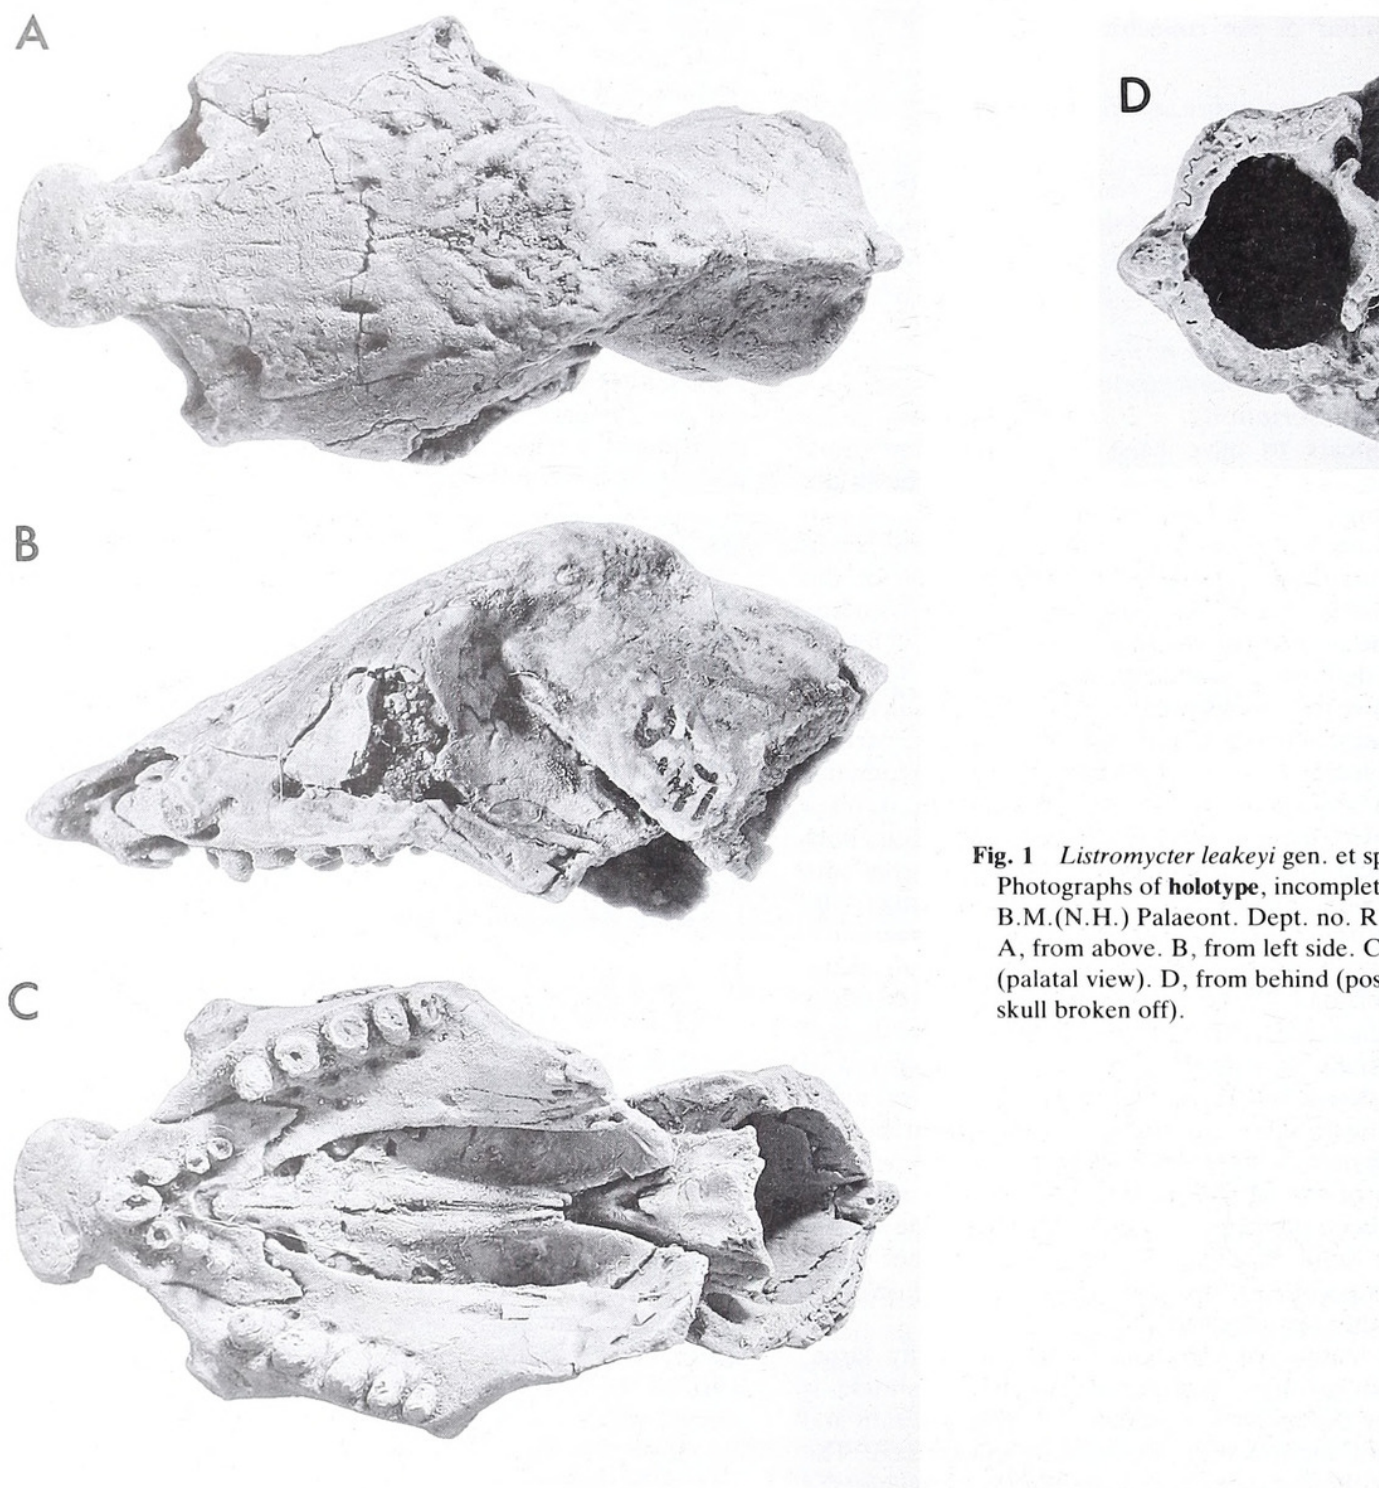 A
D
B
Fig. 1 Listromycter leakeyi gen. et sp
Photographs of holotype, incomplet
B.M.(N.H.) Palaeont. Dept. no. R
A, from above. B, from left side. C
(palatal view). D, from behind (pos
skull broken off).
C